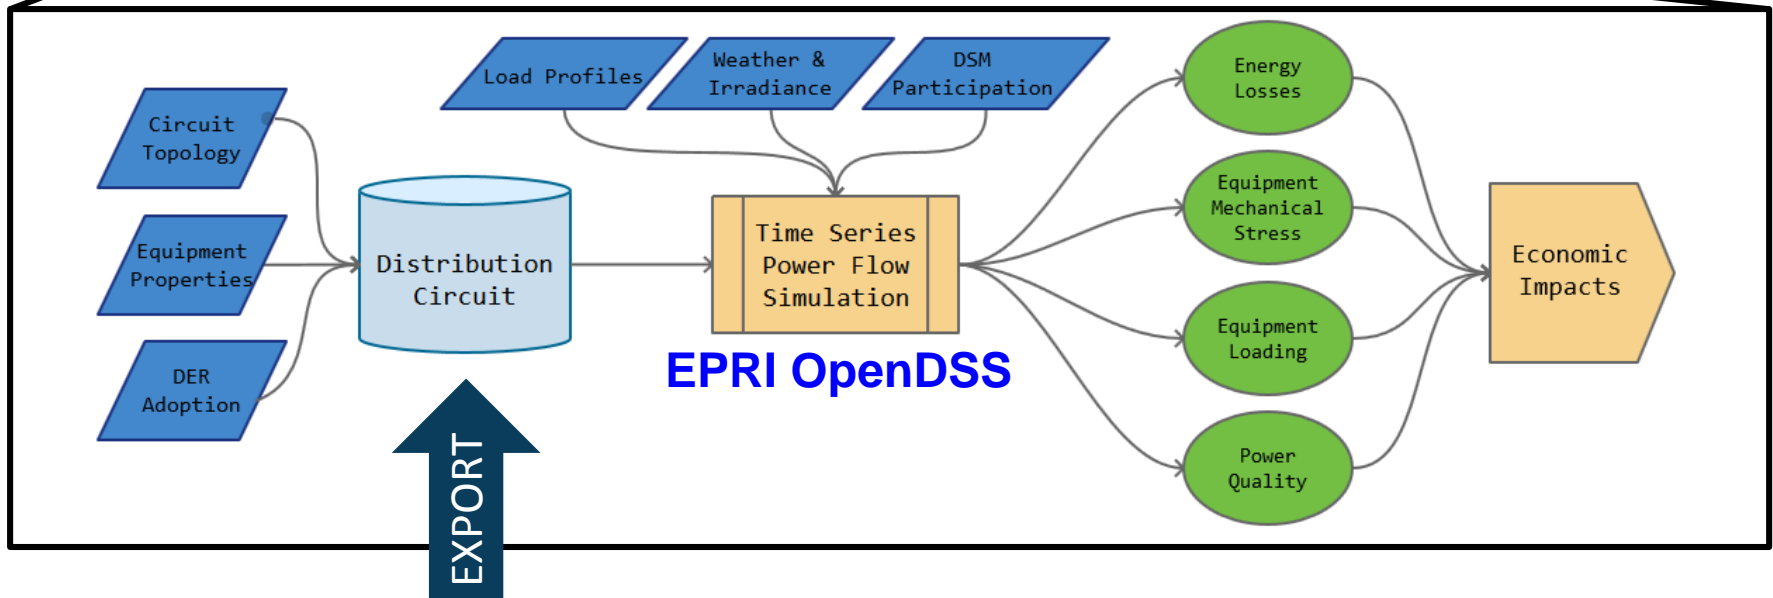 Circuit
Topology
Equipment
Properties
DER
Adoption
Distribution
Circuit
EXPORT
Load Profiles
Weather &
Irradiance
DSM
Participation
Time Series
Power Flow
Simulation
EPRI OpenDSS
Energy
Losses
Equipment
Mechanical
Stress
Equipment
Loading
Power
Quality
Economic
Impacts